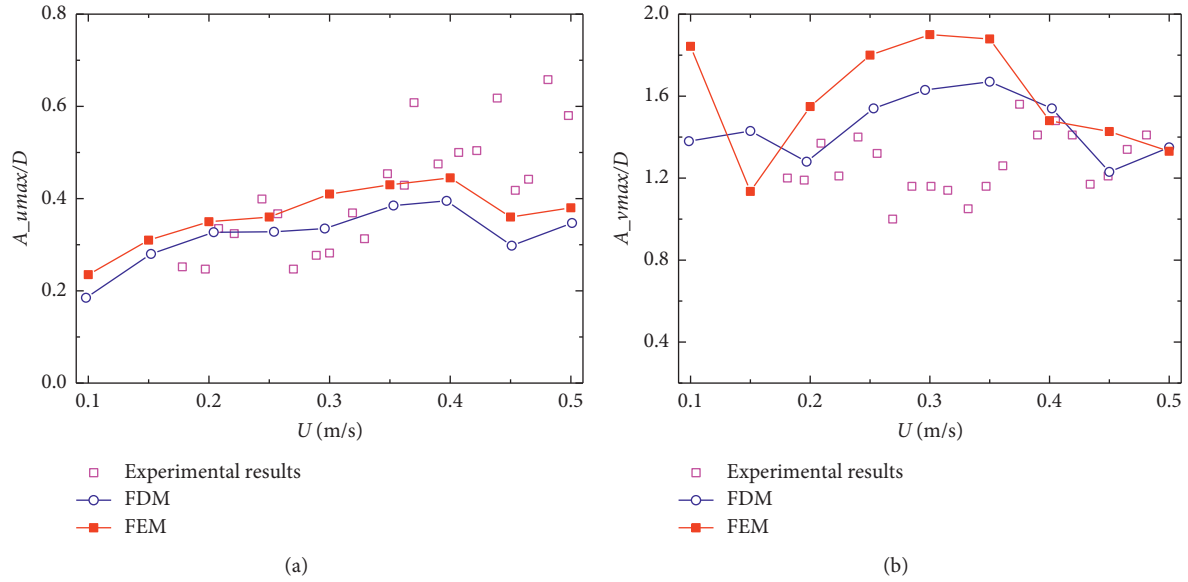 0.8
0.6
0.4
0.2
0.0
A_umax/D
0.1 0.2 0.3 0.4 0.5
U (m/s)
Experimental results
FDM
FEM
(a)
2.0
1.6
1.2
1.8
1.4
A_vmax/D
0.1 0.2 0.3 0.4 0.5
U (m/s)
Experimental results
FDM
FEM
(b)